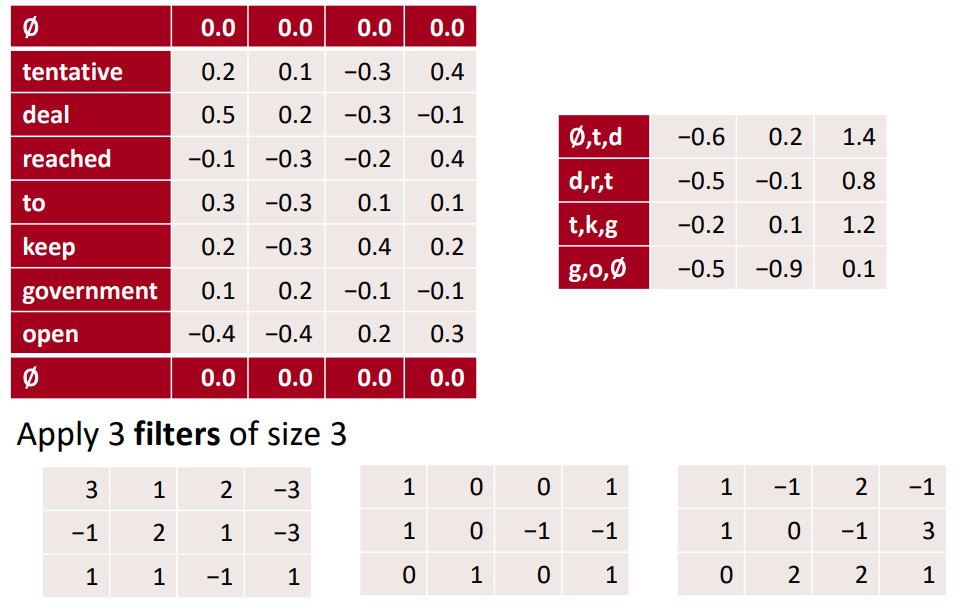 Ø 0.0 0.0 0.0 0.0
tentative 0.2 0.1 −0.3 0.4
deal 0.5 0.2 −0.3 −0.1
reached −0.1 −0.3 −0.2 0.4
to 0.3 −0.3 0.1 0.1
keep 0.2 −0.3 0.4 0.2
government 0.1 0.2 −0.1 −0.1
open −0.4 −0.4 0.2 0.3
Ø 0.0 0.0 0.0 0.0
Ø,t,d −0.6 0.2 1.4
d,r,t −0.5 −0.1 0.8
t,k,g −0.2 0.1 1.2
g,o,Ø −0.5 −0.9 0.1
Apply 3 filters of size 3
3 1 2 −3
−1 2 1 −3
1 1 −1 1
1 0 0 1
1 0 −1 −1
0 1 0 1
1 −1 2 −1
1 0 −1 3
0 2 2 1